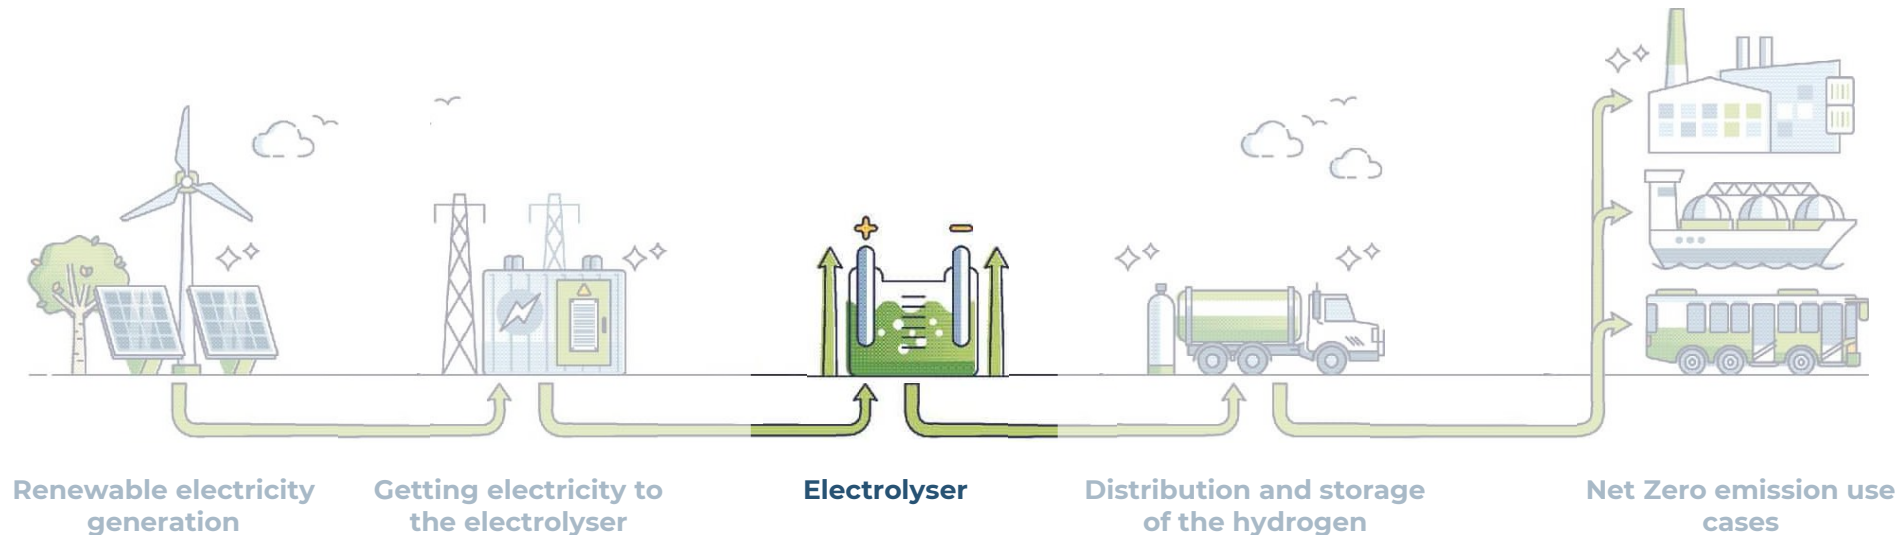 Renewable electricity
generation
Getting electricity to
the electrolyser
Electrolyser
Distribution and storage
of the hydrogen
Net Zero emission use
cases